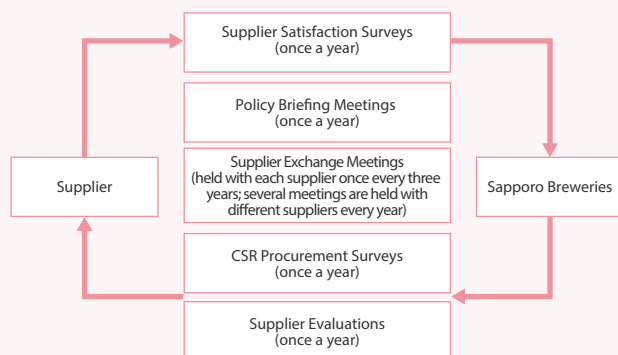 Supplier Satisfaction Surveys
(once a year)
Policy Briefing Meetings
(once a year)
Supplier
Supplier Exchange Meetings
(held with each supplier once every three
years; several meetings are held with
different suppliers every year)
Sapporo Breweries
CSR Procurement Surveys
(once a year)
Supplier Evaluations
(once a year)